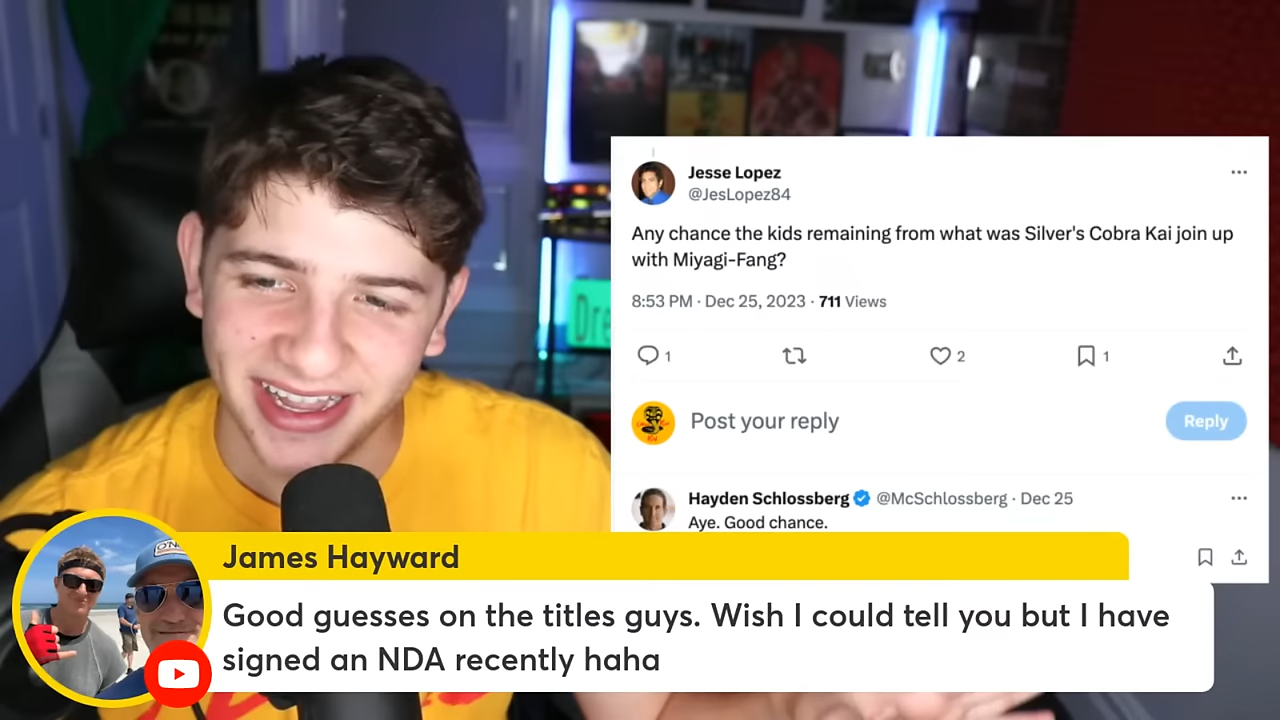 Jesse Lopez
@JesLopez84
Any chance the kids remaining from what was Silver's Cobra Kai join up
with Miyagi-Fang?
8:53 PM · Dec 25, 2023 · 711 Views
1
2
1
Post your reply
Reply
Hayden Schlossberg @McSchlossberg · Dec 25
Aye. Good chance.
James Hayward
Good guesses on the titles guys. Wish I could tell you but I have
signed an NDA recently haha